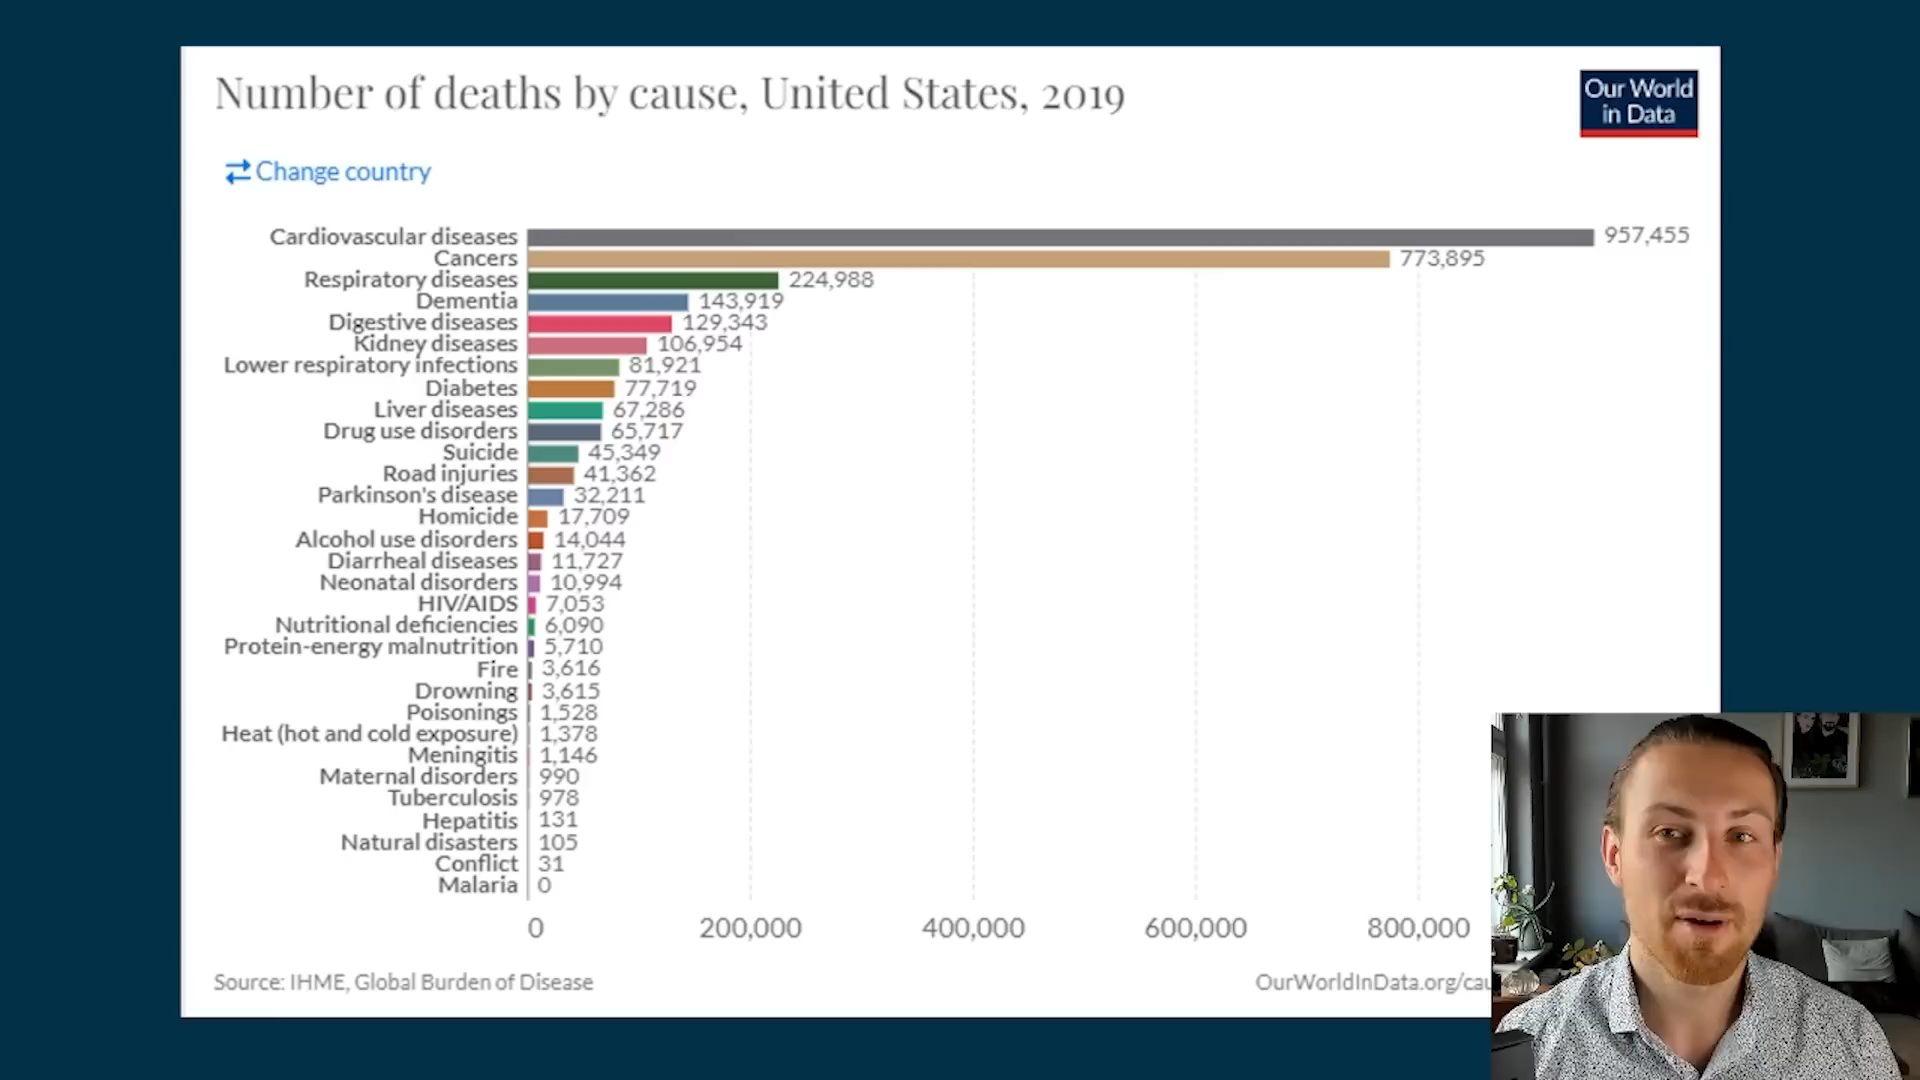 Number of deaths by cause, United States, 2019
Our World
in Data
Change country
Cardiovascular diseases 957,455
Cancers 773,895
Respiratory diseases 224,988
Dementia 143,919
Digestive diseases 129,343
Kidney diseases 106,954
Lower respiratory infections 81,921
Diabetes 77,719
Liver diseases 67,286
Drug use disorders 65,717
Suicide 45,349
Road injuries 41,362
Parkinson's disease 32,211
Homicide 17,709
Alcohol use disorders 14,044
Diarrheal diseases 11,727
Neonatal disorders 10,994
HIV/AIDS 7,053
Nutritional deficiencies 6,090
Protein-energy malnutrition 5,710
Fire 3,616
Drowning 3,615
Poisonings 1,528
Heat (hot and cold exposure) 1,378
Meningitis 1,146
Maternal disorders 990
Tuberculosis 978
Hepatitis 131
Natural disasters 105
Conflict 31
Malaria 0
0 200,000 400,000 600,000 800,000
Source: IHME, Global Burden of Disease
OurWorldInData.org/cau